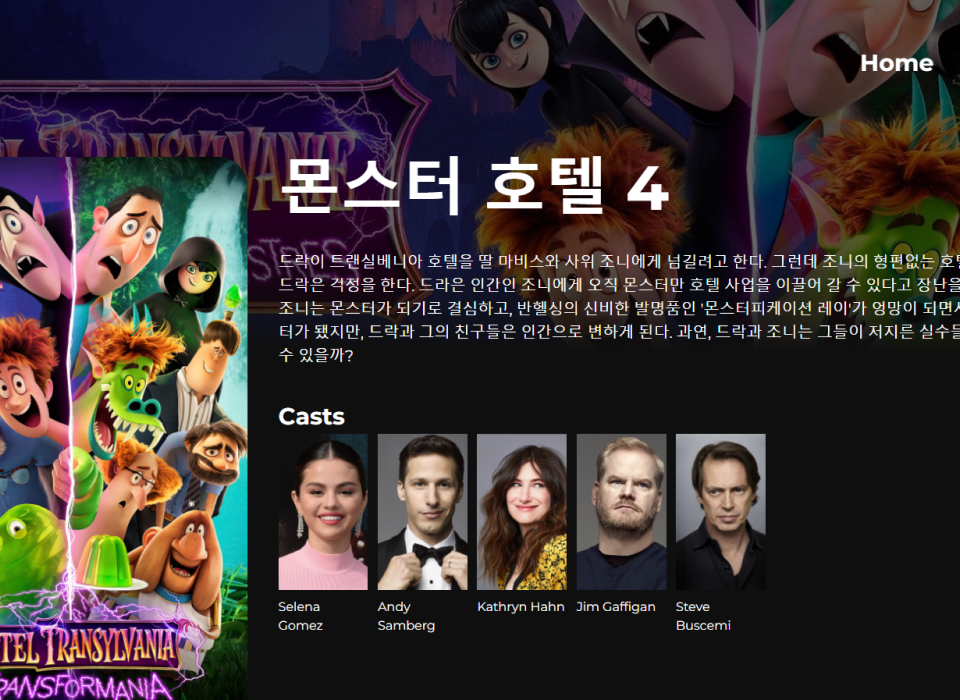 Home
몬스터 호텔 4
드락이 트랜실베니아 호텔을 딸 마비스와 사위 조니에게 넘길려고 한다. 그런데 조니의 형편없는
드락은 걱정을 한다. 드라은 인간인 조니에게 오직 몬스터만 호텔 사업을 이끌어 갈 수 있다고 장난을
조니는 몬스터가 되기로 결심하고, 반헬싱의 신비한 발명품인 '몬스터피케이션 레이'가 엉망이 되면서
터가 됐지만, 드락과 그의 친구들은 인간으로 변하게 된다. 과연, 드락과 조니는 그들이 저지른 실수들
수 있을까?
Casts
Selena
Gomez
Andy
Samberg
Kathryn Hahn
Jim Gaffigan
Steve
Buscemi
TEL TRANSYLVANIA
TRANSFORMANIA